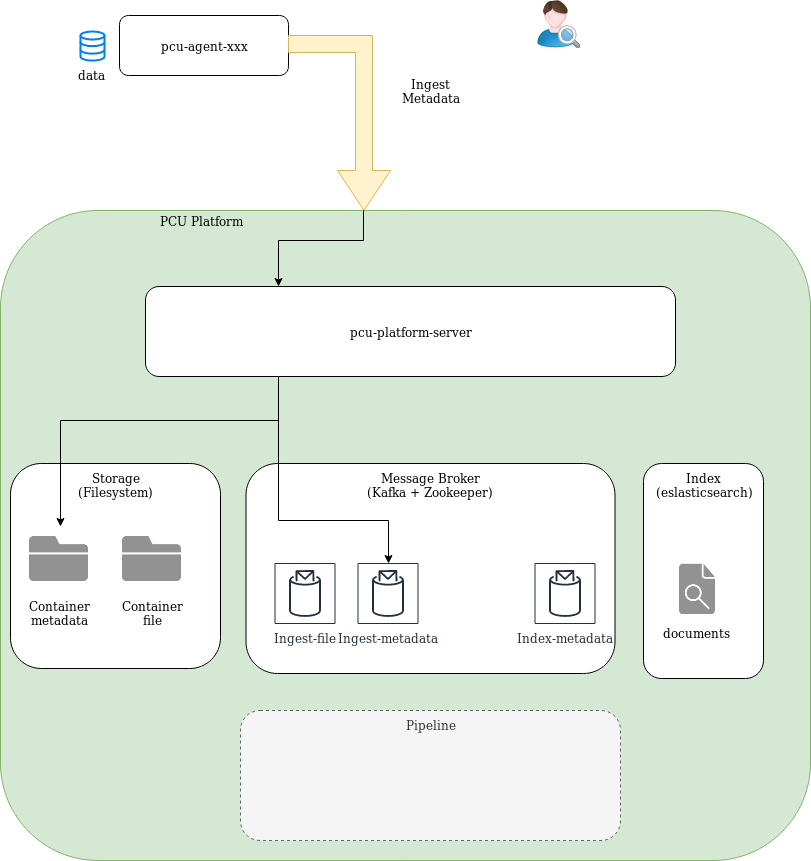 pcu-agent-xxx
data
Ingest
Metadata
PCU Platform
pcu-platform-server
Storage
(Filesystem)
Container
metadata
Container
file
Message Broker
(Kafka + Zookeeper)
Ingest-file
Ingest-metadata
Index-metadata
Index
(eslasticsearch)
documents
Pipeline